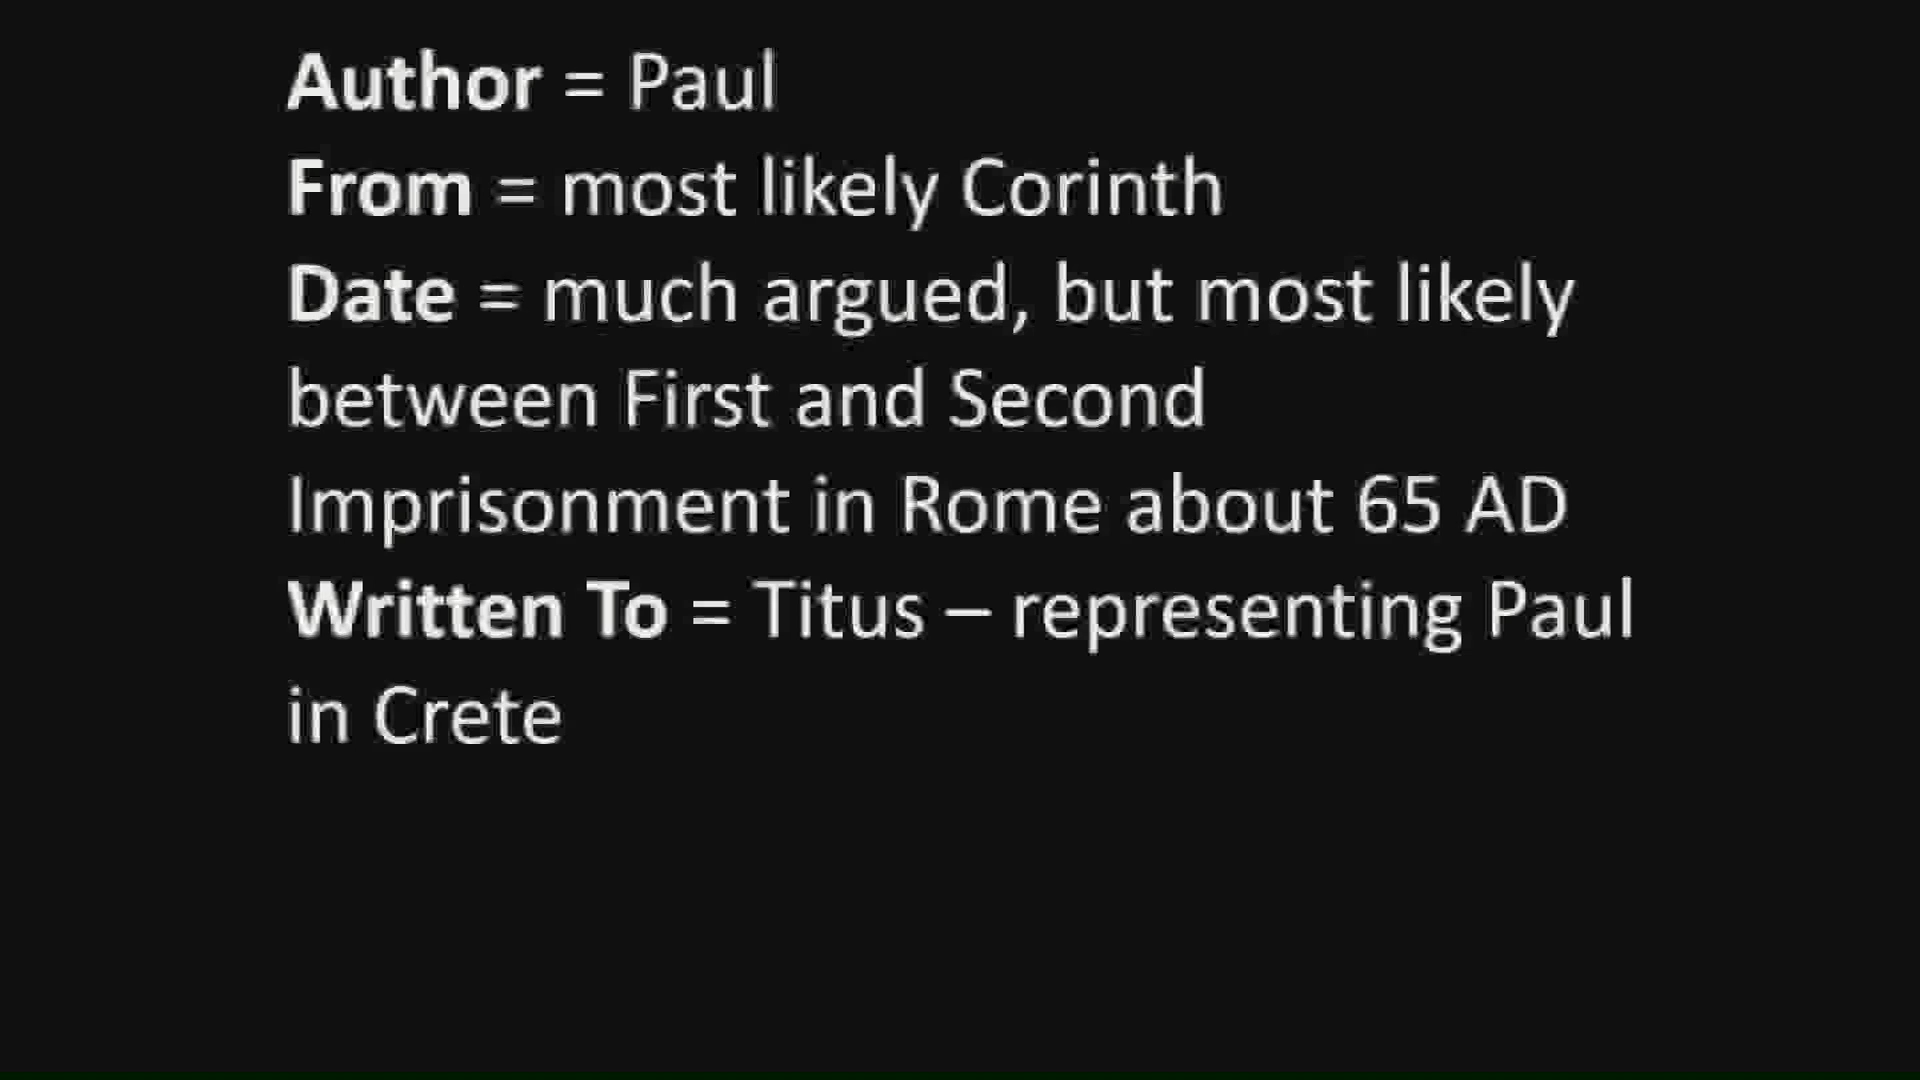 Author = Paul
From = most likely Corinth
Date = much argued, but most likely
between First and Second
Imprisonment in Rome about 65 AD
Written To = Titus – representing Paul
in Crete